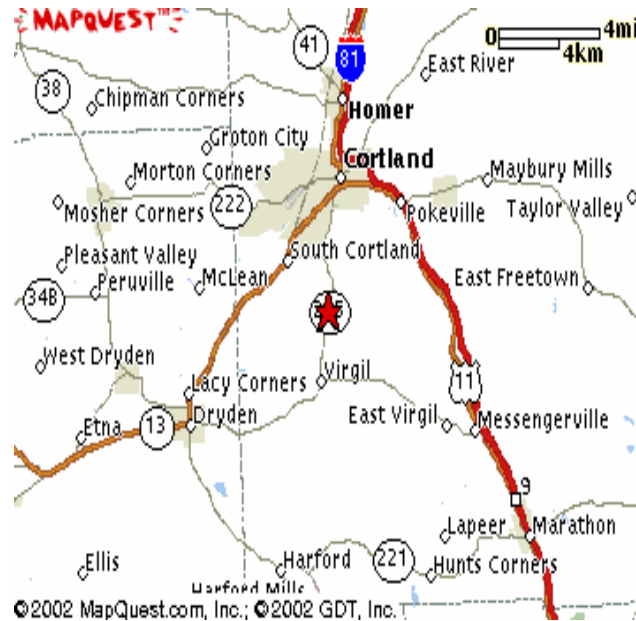 MAPQUEST™
0 4mi
4km
41
81
East River
38
Chipman Corners
Homer
Groton City
Cortland
Morton Corners
Maybury Mills
222
Mosher Corners
Pokeville
Taylor Valley
South Cortland
Pleasant Valley
McLean
East Freetown
Peruville
34B
West Dryden
Virgil
11
Lacy Corners
East Virgil
Messengerville
Dryden
13
Etna
9
Lapeer
Marathon
Ellis
Harford
221
Hunts Corners
Harford Mills
©2002 MapQuest.com, Inc.; ©2002 GDT, Inc.